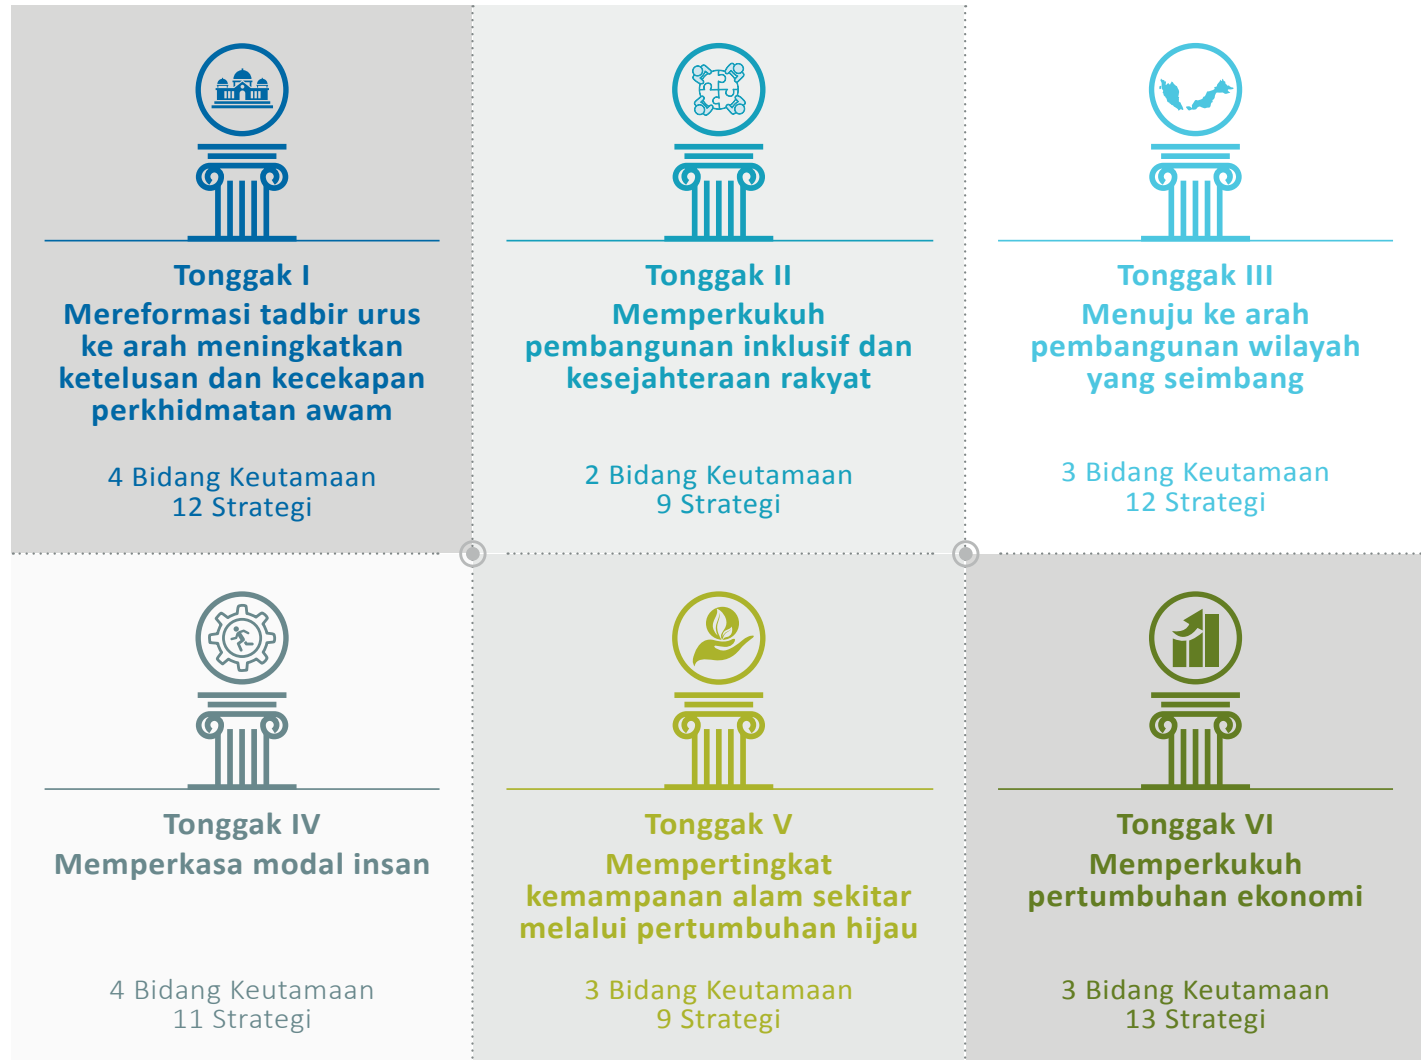 Tonggak I
Mereformasi tadbir urus
ke arah meningkatkan
ketelusan dan kecekapan
perkhidmatan awam
4 Bidang Keutamaan
12 Strategi
Tonggak II
Memperkukuh
pembangunan inklusif dan
kesejahteraan rakyat
2 Bidang Keutamaan
9 Strategi
Tonggak III
Menuju ke arah
pembangunan wilayah
yang seimbang
3 Bidang Keutamaan
12 Strategi
Tonggak IV
Memperkasa modal insan
4 Bidang Keutamaan
11 Strategi
Tonggak V
Mempertingkat
kemampanan alam sekitar
melalui pertumbuhan hijau
3 Bidang Keutamaan
9 Strategi
Tonggak VI
Memperkukuh
pertumbuhan ekonomi
3 Bidang Keutamaan
13 Strategi